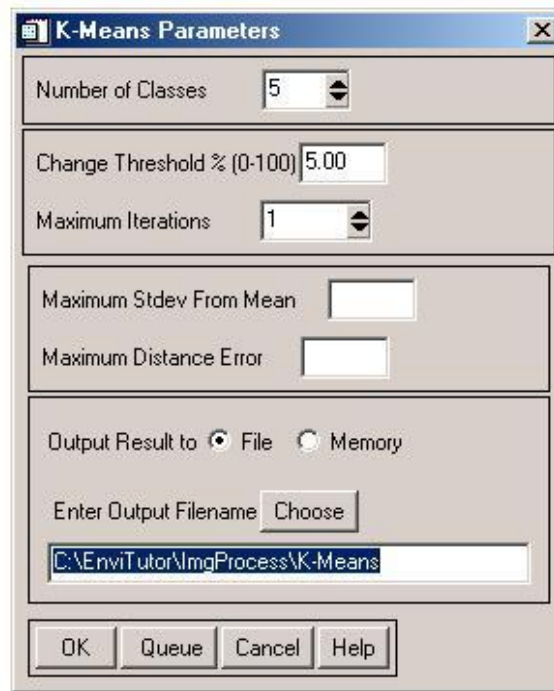 K-Means Parameters
Number of Classes 5
Change Threshold % (0-100) 5.00
Maximum Iterations 1
Maximum Stdev From Mean
Maximum Distance Error
Output Result to File Memory
Enter Output Filename Choose
C:\EnviTutor\ImgProcess\K-Means
OK Queue Cancel Help